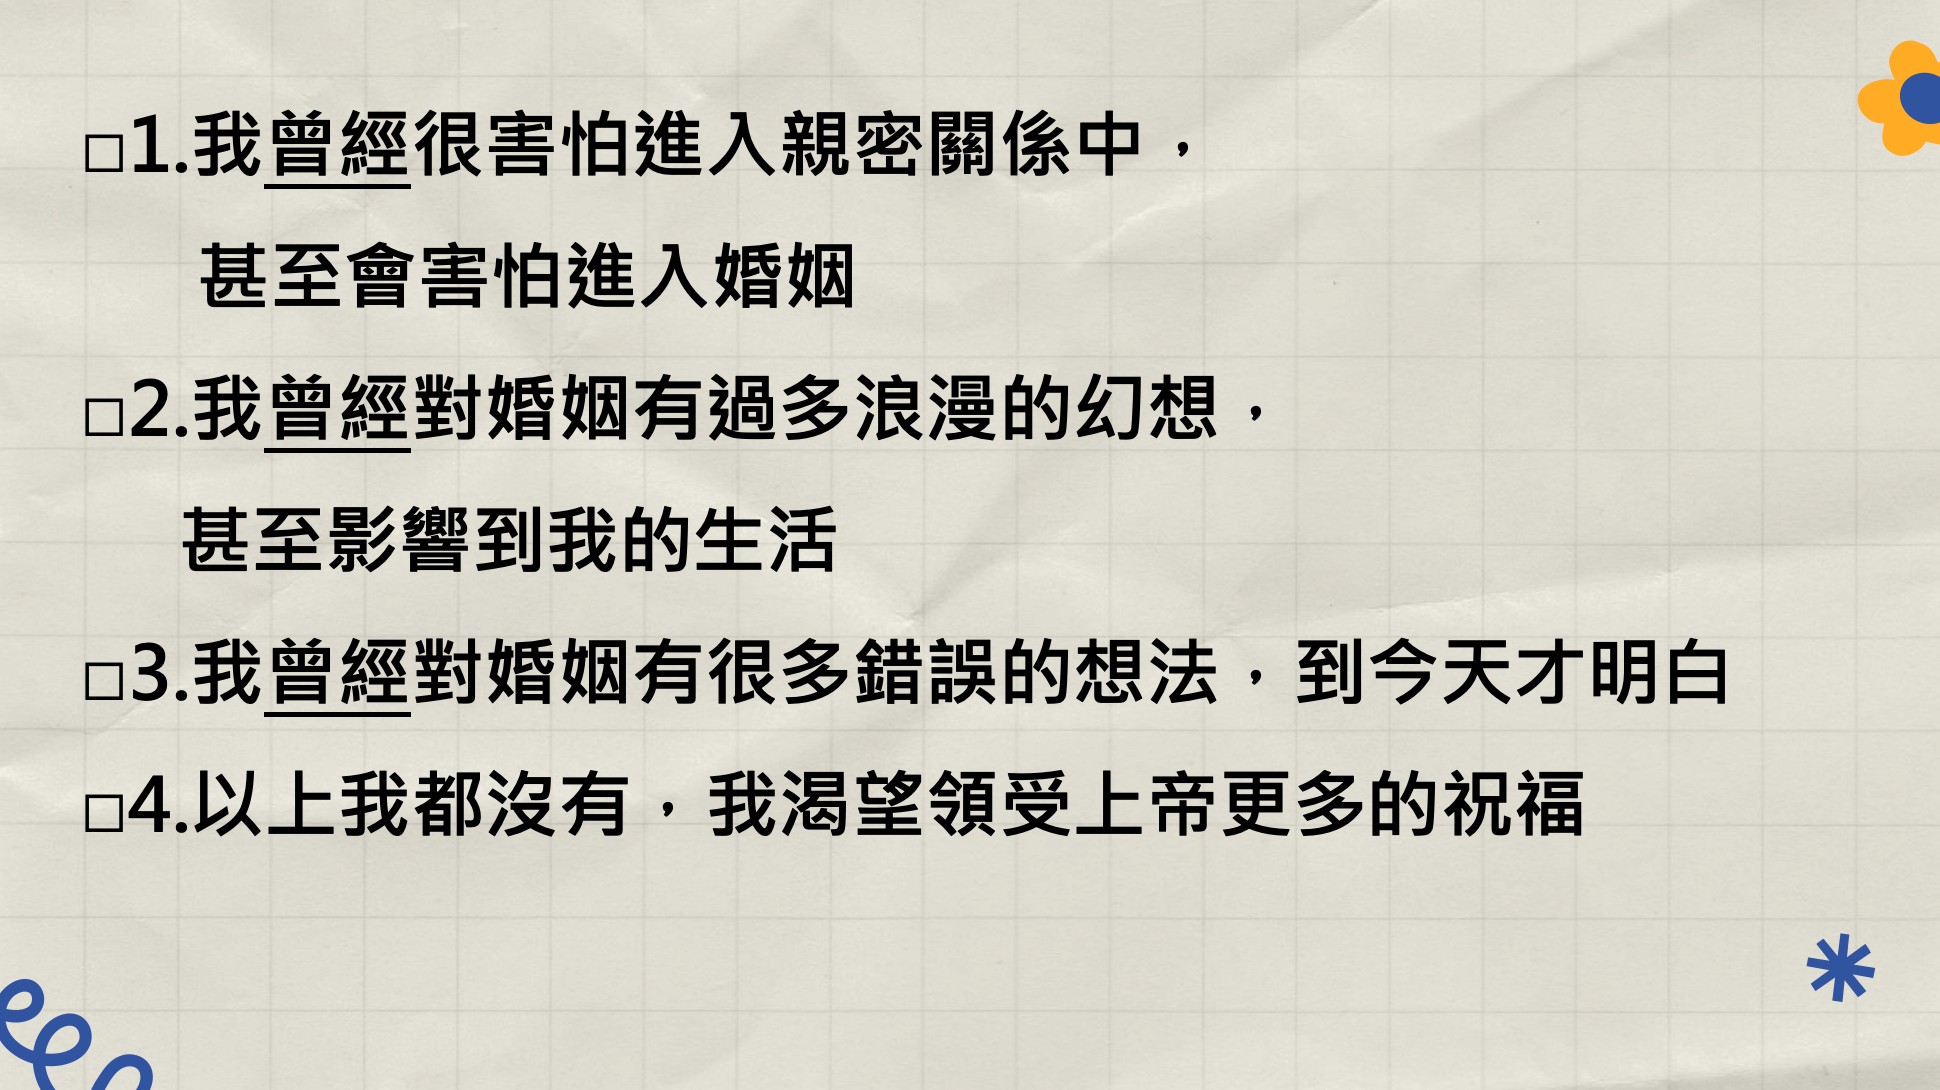 □1.我曾經很害怕進入親密關係中，
甚至會害怕進入婚姻
□2.我曾經對婚姻有過多浪漫的幻想，
甚至影響到我的生活
□3.我曾經對婚姻有很多錯誤的想法，到今天才明白
□4.以上我都沒有，我渴望領受上帝更多的祝福